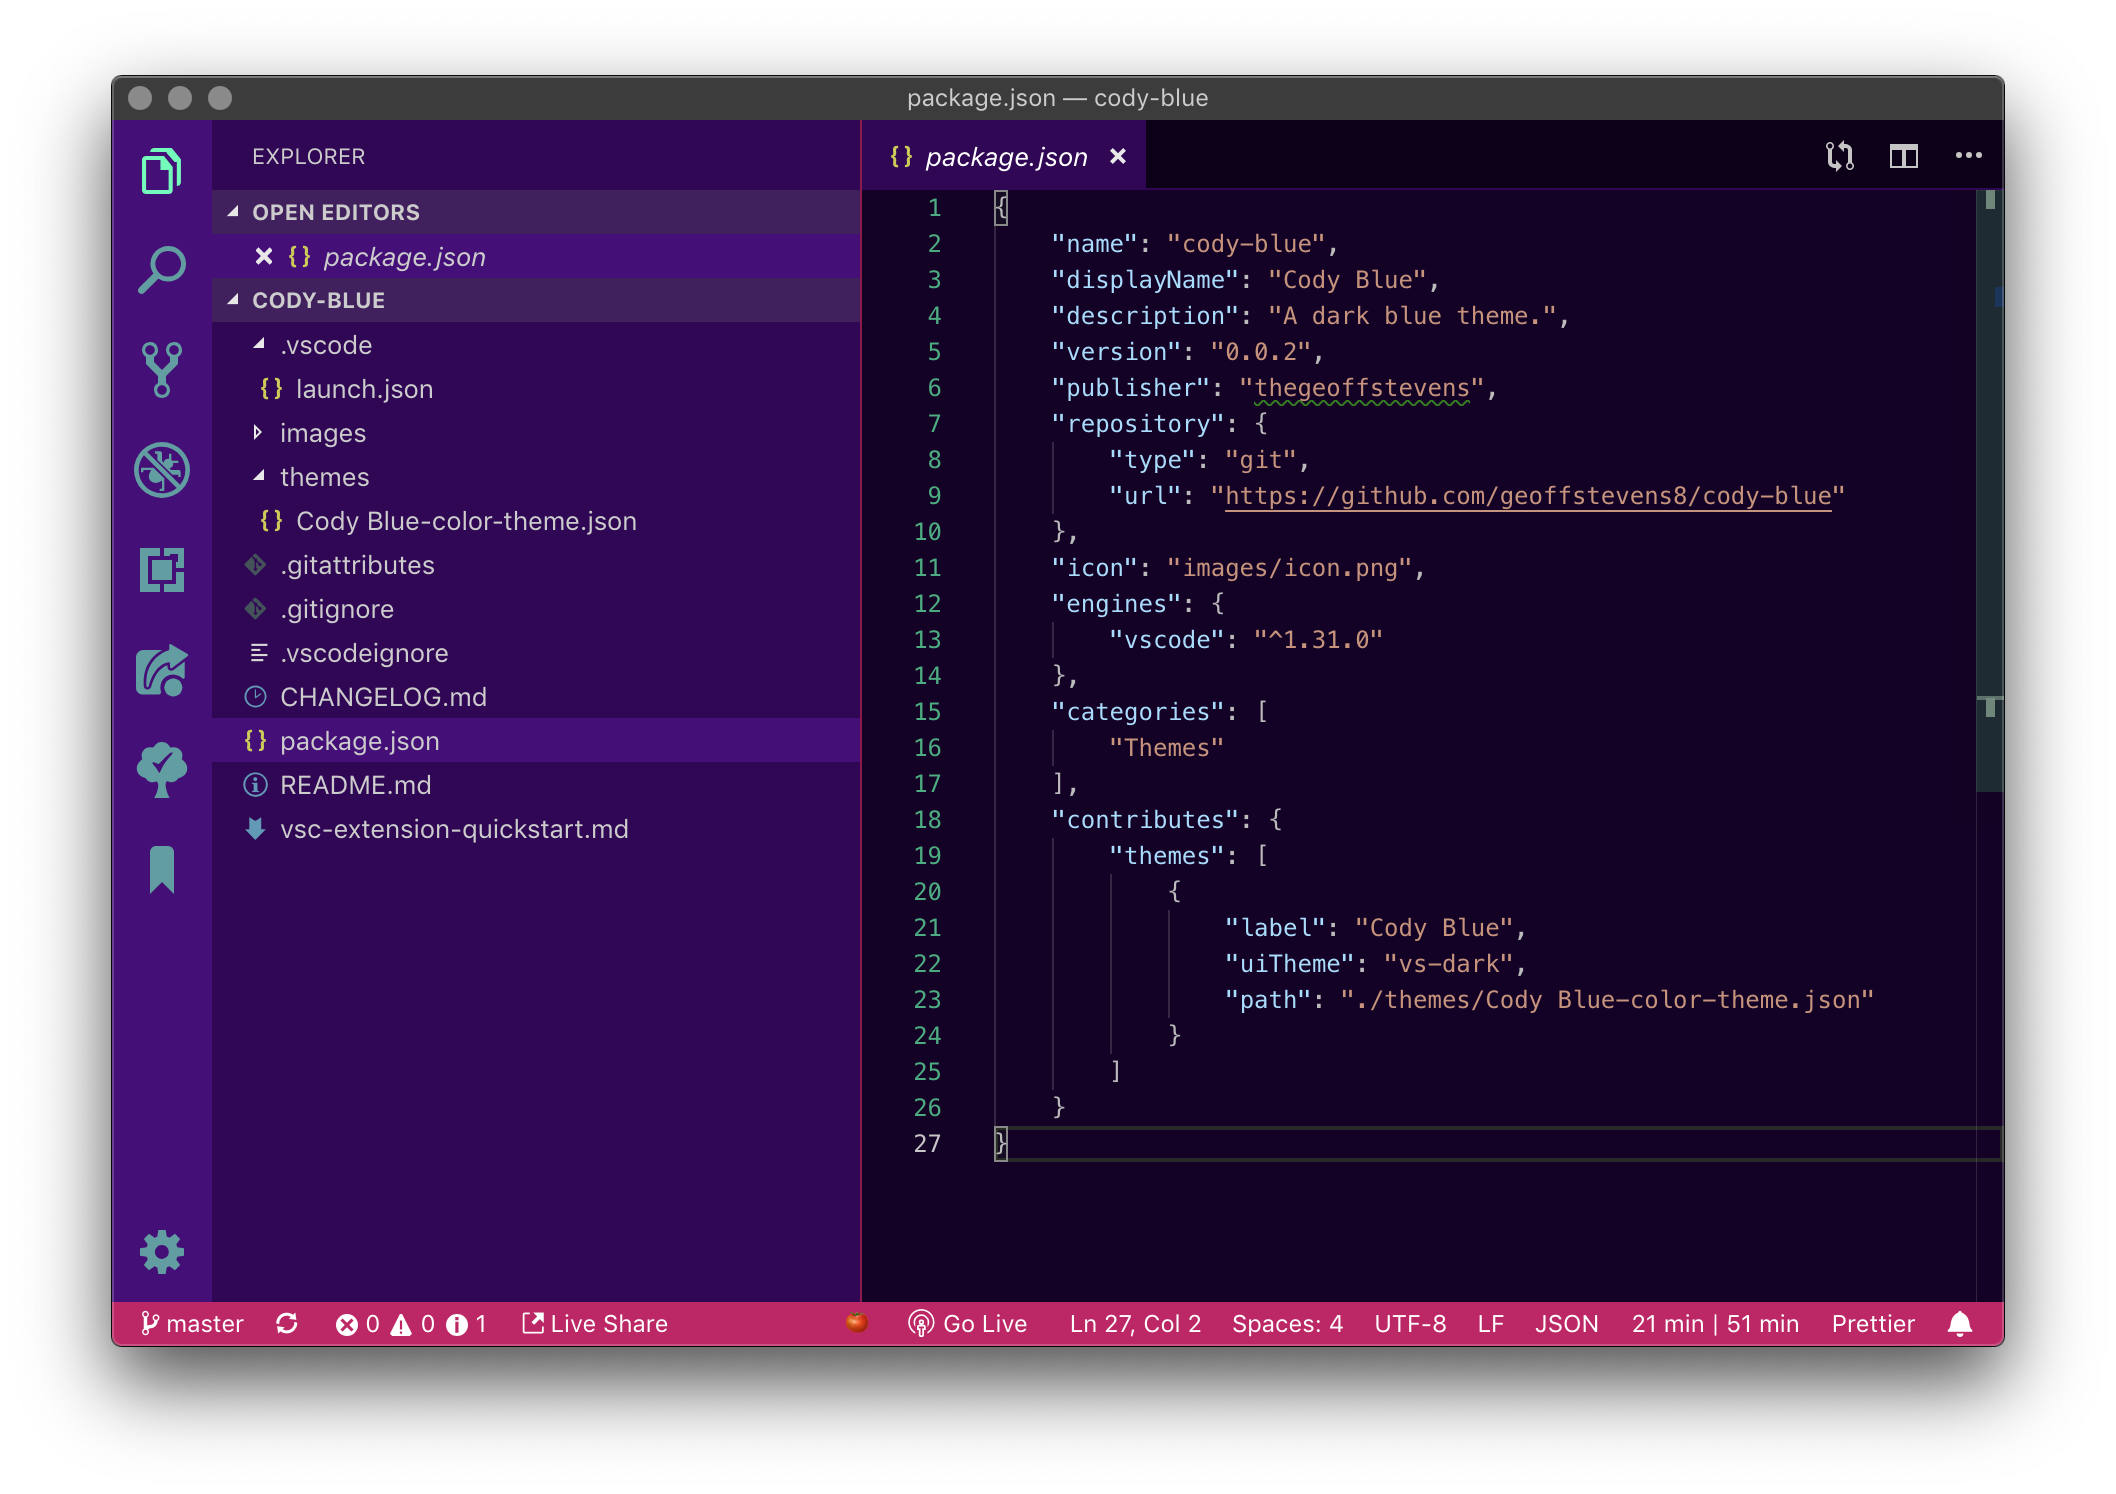 package.json — cody-blue
EXPLORER
OPEN EDITORS
{} package.json
CODY-BLUE
.vscode
{} launch.json
images
themes
{} Cody Blue-color-theme.json
.gitattributes
.gitignore
.vscodeignore
CHANGELOG.md
{} package.json
README.md
vsc-extension-quickstart.md
{} package.json
1 {
2     "name": "cody-blue",
3     "displayName": "Cody Blue",
4     "description": "A dark blue theme.",
5     "version": "0.0.2",
6     "publisher": "thegeoffstevens",
7     "repository": {
8         "type": "git",
9         "url": "https://github.com/geoffstevens8/cody-blue"
10     },
11     "icon": "images/icon.png",
12     "engines": {
13         "vscode": "^1.31.0"
14     },
15     "categories": [
16         "Themes"
17     ],
18     "contributes": {
19         "themes": [
20             {
21                 "label": "Cody Blue",
22                 "uiTheme": "vs-dark",
23                 "path": "./themes/Cody Blue-color-theme.json"
24             }
25         ]
26     }
27 }
master 0 0 1 Live Share Go Live Ln 27, Col 2 Spaces: 4 UTF-8 LF JSON 21 min | 51 min Prettier